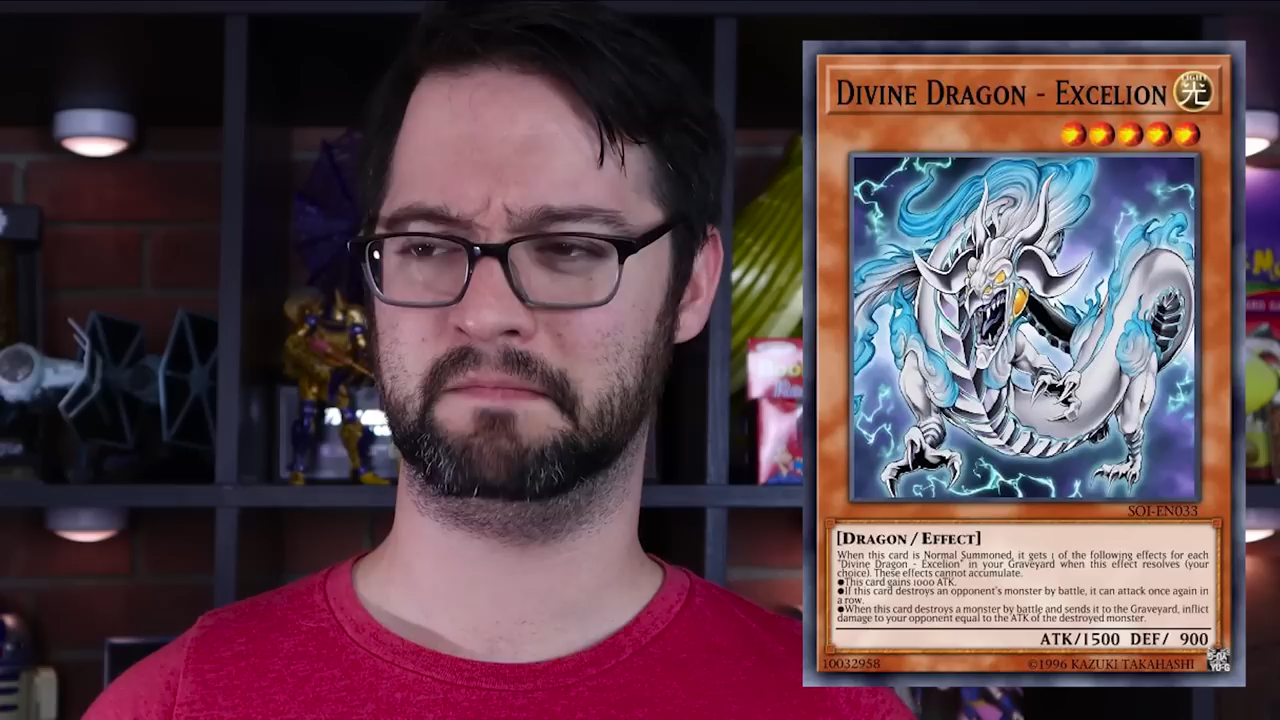 DIVINE DRAGON - EXCELION
LIGHT
光
SOI-EN033
[DRAGON / EFFECT]
When this card is Normal Summoned, it gets 1 of the following effects for each
"Divine Dragon - Excelion" in your Graveyard when this effect resolves (your
choice). These effects cannot accumulate.
●This card gains 1000 ATK.
●If this card destroys an opponent's monster by battle, it can attack once again in
a row.
●When this card destroys a monster by battle and sends it to the Graveyard, inflict
damage to your opponent equal to the ATK of the destroyed monster.
ATK/1500 DEF/ 900
10032958
©1996 KAZUKI TAKAHASHI